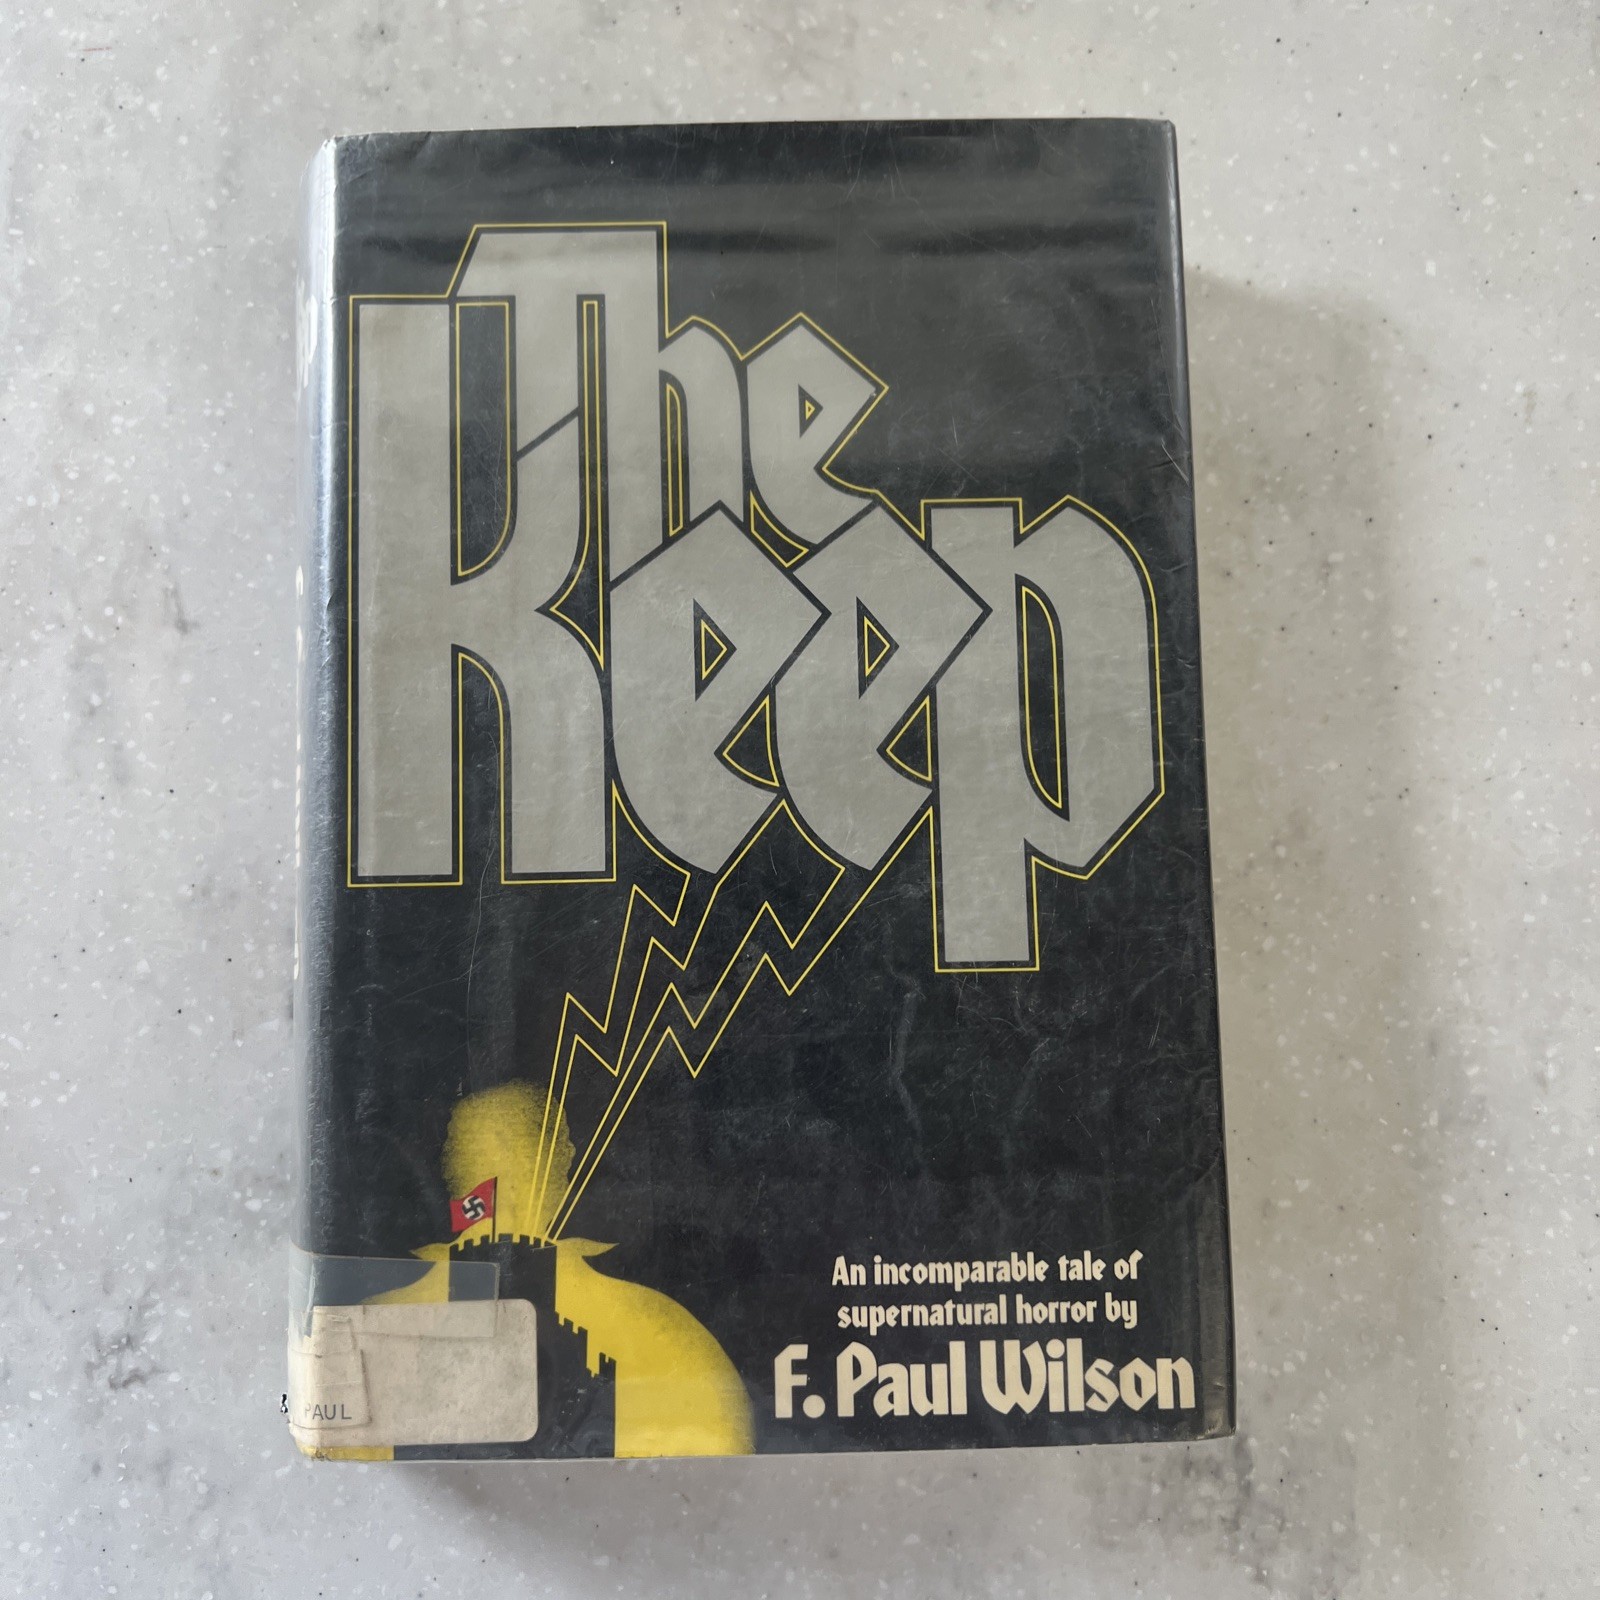 The
Keep
An incomparable tale of
supernatural horror by
F. Paul Wilson
PAUL